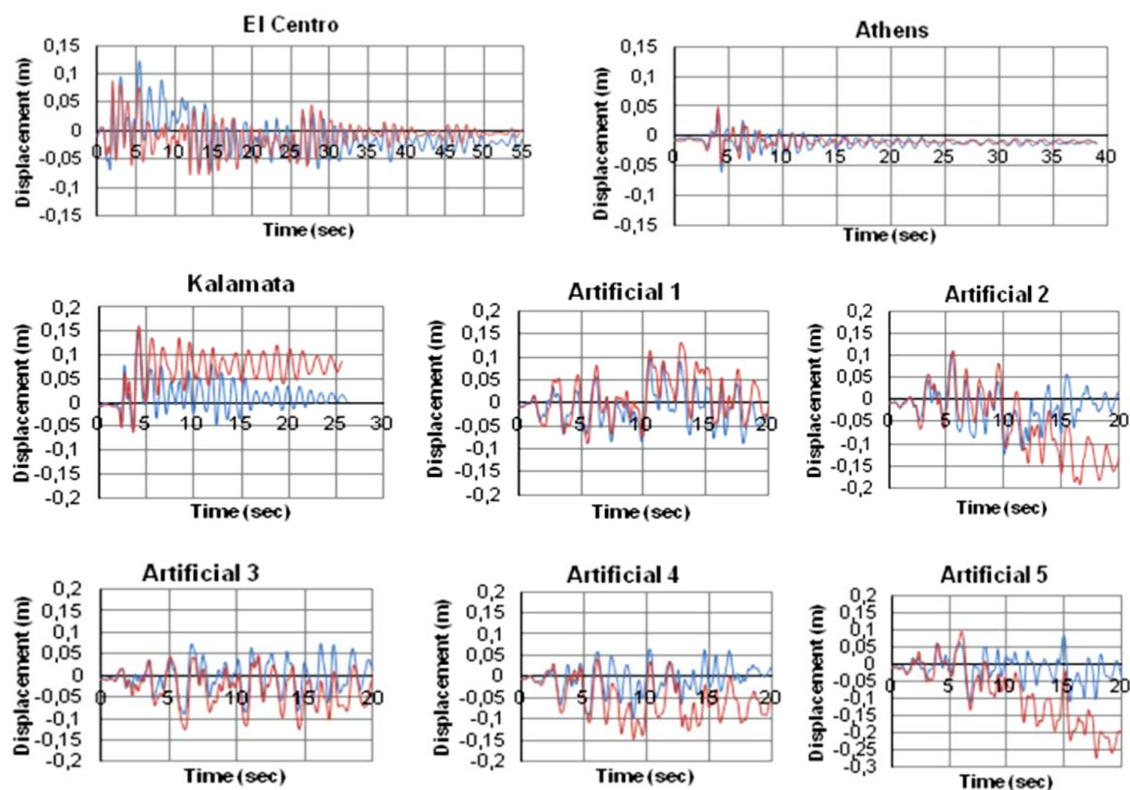 El Centro
Displacement (m)
0,15
0,1
0,05
0
-0,05
-0,1
-0,15
0 5 10 15 20 25 30 35 40 45 50 55
Time (sec)
Athens
Displacement (m)
0,15
0,1
0,05
0
-0,05
-0,1
-0,15
0 5 10 15 20 25 30 35 40
Time (sec)
Kalamata
Displacement (m)
0,2
0,15
0,1
0,05
0
-0,05
-0,1
-0,15
-0,2
0 5 10 15 20 25 30
Time (sec)
Artificial 1
Displacement (m)
0,2
0,15
0,1
0,05
0
-0,05
-0,1
-0,15
-0,2
0 5 10 15 20
Time (sec)
Artificial 2
Displacement (m)
0,2
0,15
0,1
0,05
0
-0,05
-0,1
-0,15
-0,2
0 5 10 15 20
Time (sec)
Artificial 3
Displacement (m)
0,2
0,15
0,1
0,05
0
-0,05
-0,1
-0,15
-0,2
0 5 10 15 20
Time (sec)
Artificial 4
Displacement (m)
0,2
0,15
0,1
0,05
0
-0,05
-0,1
-0,15
-0,2
0 5 10 15 20
Time (sec)
Artificial 5
Displacement (m)
0,2
0,15
0,1
0,05
0
-0,05
-0,1
-0,15
-0,2
-0,25
-0,3
0 5 10 15 20
Time (sec)